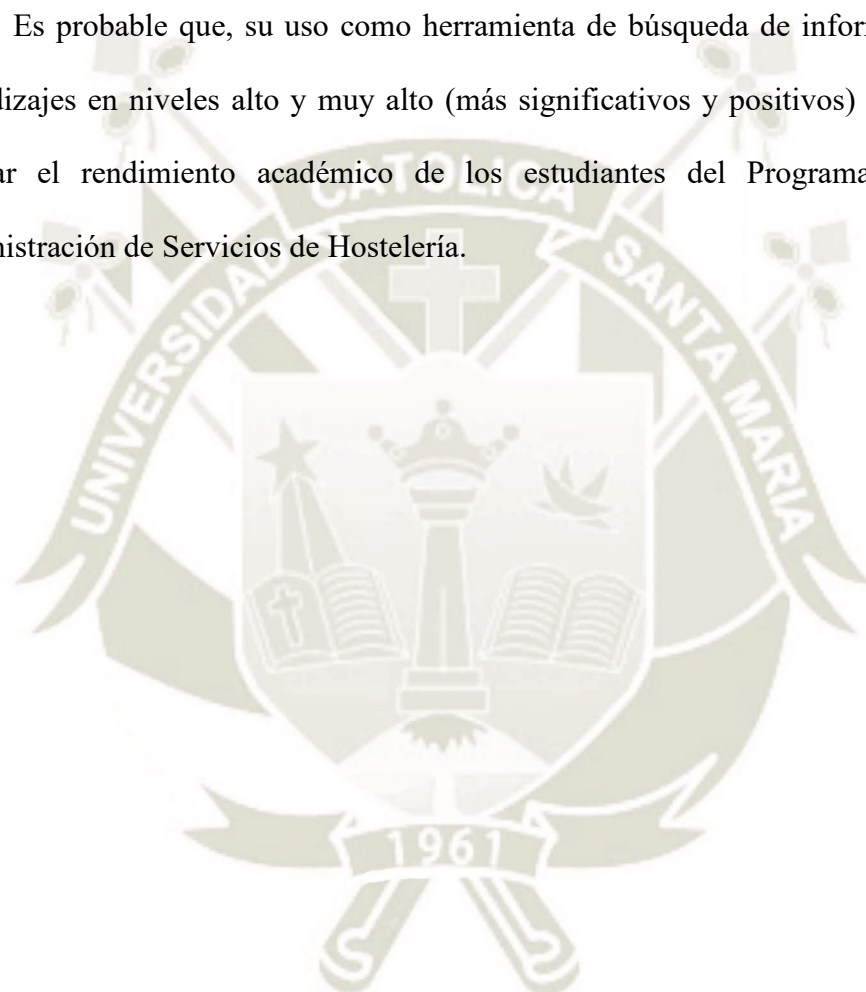 Es probable que, su uso como herramienta de búsqueda de infor
dizajes en niveles alto y muy alto (más significativos y positivos)
ar el rendimiento académico de los estudiantes del Programa
nistración de Servicios de Hostelería.
UNIVERSIDAD CATOLICA SANTA MARIA
1961